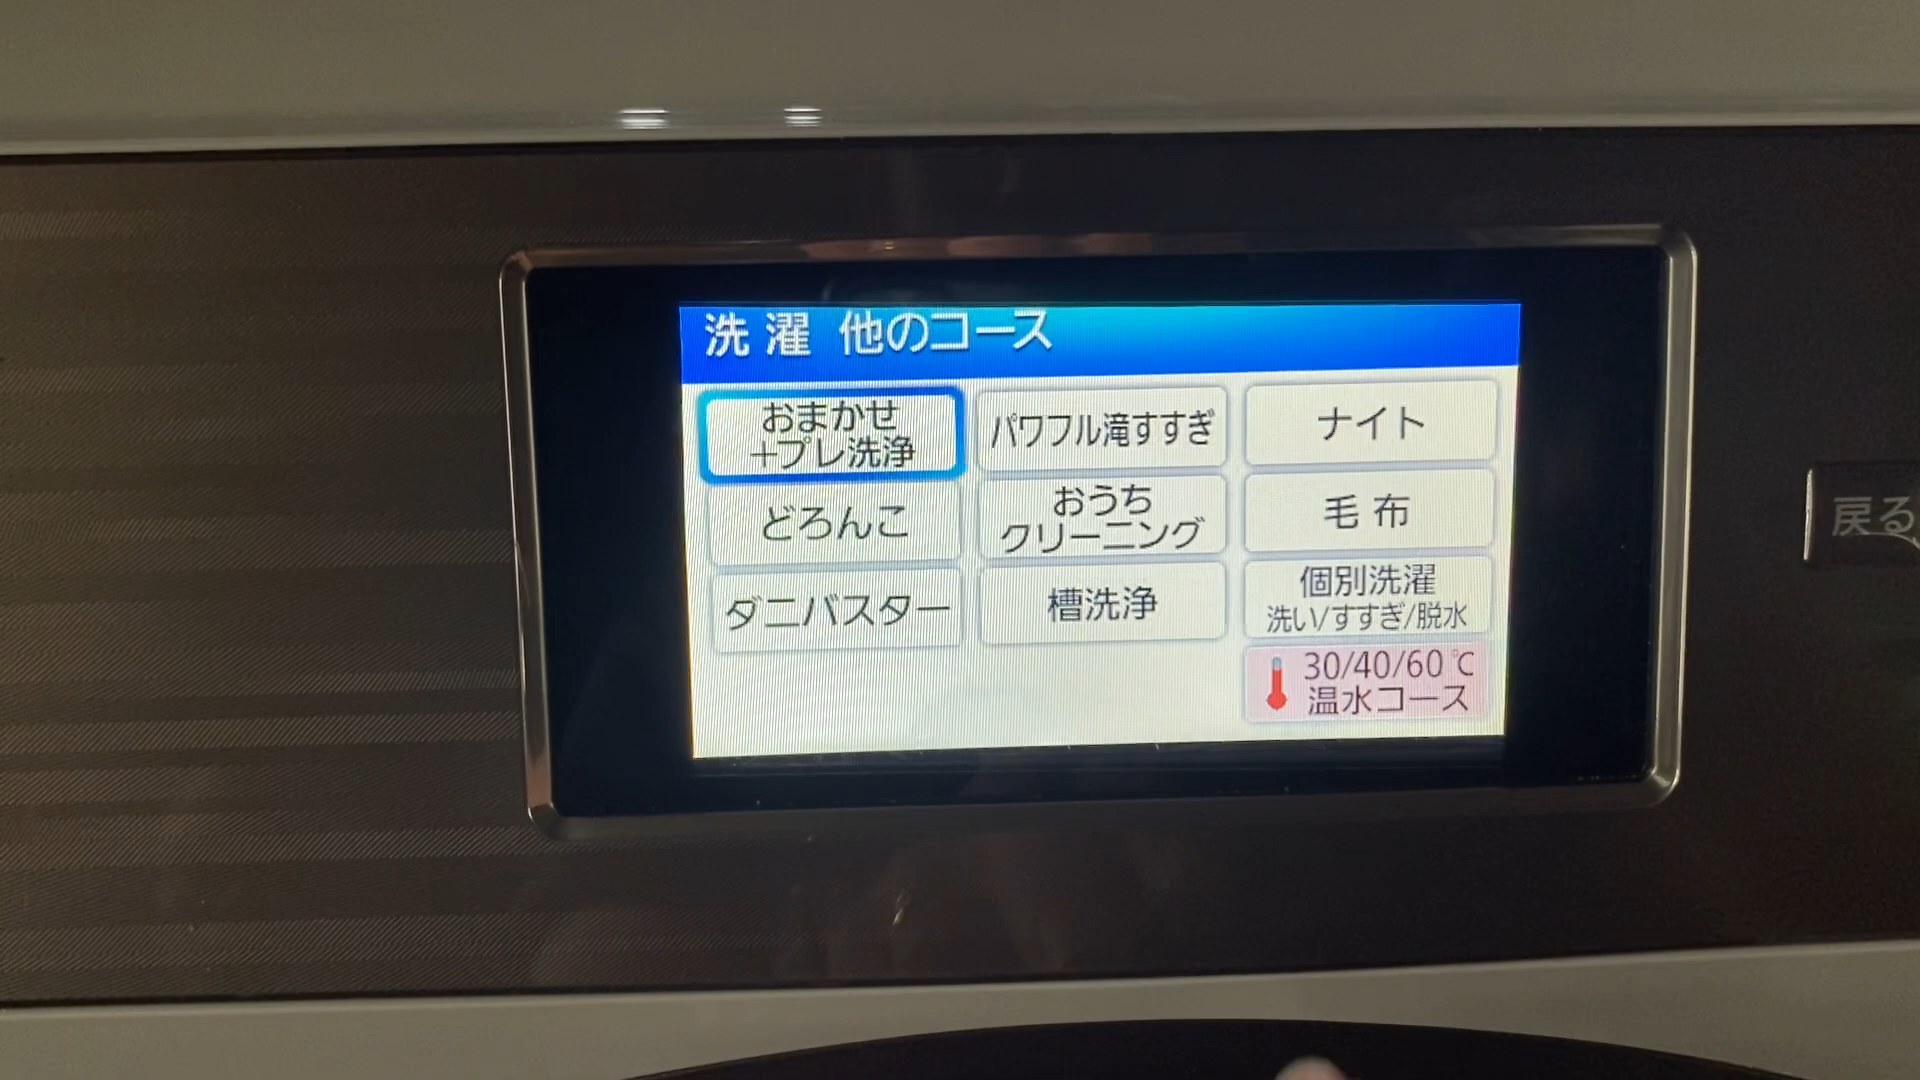 洗濯 他のコース
おまかせ
+プレ洗浄
パワフル滝すすぎ
ナイト
どろんこ
おうち
クリーニング
毛布
ダニバスター
槽洗浄
個別洗濯
洗い/すすぎ/脱水
30/40/60℃
温水コース
戻る